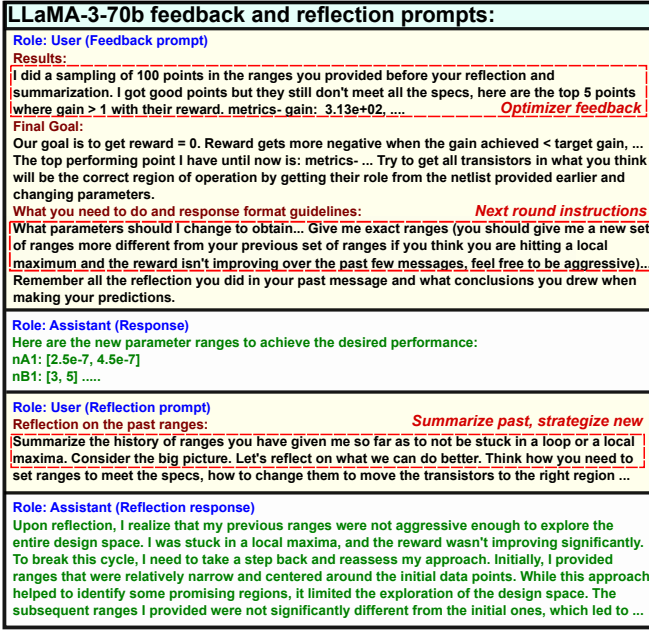 LLaMA-3-70b feedback and reflection prompts:
Role: User (Feedback prompt)
Results:
I did a sampling of 100 points in the ranges you provided before your reflection and
summarization. I got good points but they still don't meet all the specs, here are the top 5 points
where gain > 1 with their reward. metrics- gain: 3.13e+02, .... Optimizer feedback
Final Goal:
Our goal is to get reward = 0. Reward gets more negative when the gain achieved < target gain, ...
The top performing point I have until now is: metrics- ... Try to get all transistors in what you think
will be the correct region of operation by getting their role from the netlist provided earlier and
changing parameters.
What you need to do and response format guidelines: Next round instructions
What parameters should I change to obtain... Give me exact ranges (you should give me a new set
of ranges more different from your previous set of ranges if you think you are hitting a local
maximum and the reward isn't improving over the past few messages, feel free to be aggressive)...
Remember all the reflection you did in your past message and what conclusions you drew when
making your predictions.
Role: Assistant (Response)
Here are the new parameter ranges to achieve the desired performance:
nA1: [2.5e-7, 4.5e-7]
nB1: [3, 5] .....
Role: User (Reflection prompt)
Reflection on the past ranges: Summarize past, strategize new
Summarize the history of ranges you have given me so far as to not be stuck in a loop or a local
maxima. Consider the big picture. Let's reflect on what we can do better. Think how you need to
set ranges to meet the specs, how to change them to move the transistors to the right region ...
Role: Assistant (Reflection response)
Upon reflection, I realize that my previous ranges were not aggressive enough to explore the
entire design space. I was stuck in a local maxima, and the reward wasn't improving significantly.
To break this cycle, I need to take a step back and reassess my approach. Initially, I provided
ranges that were relatively narrow and centered around the initial data points. While this approach
helped to identify some promising regions, it limited the exploration of the design space. The
subsequent ranges I provided were not significantly different from the initial ones, which led to ...